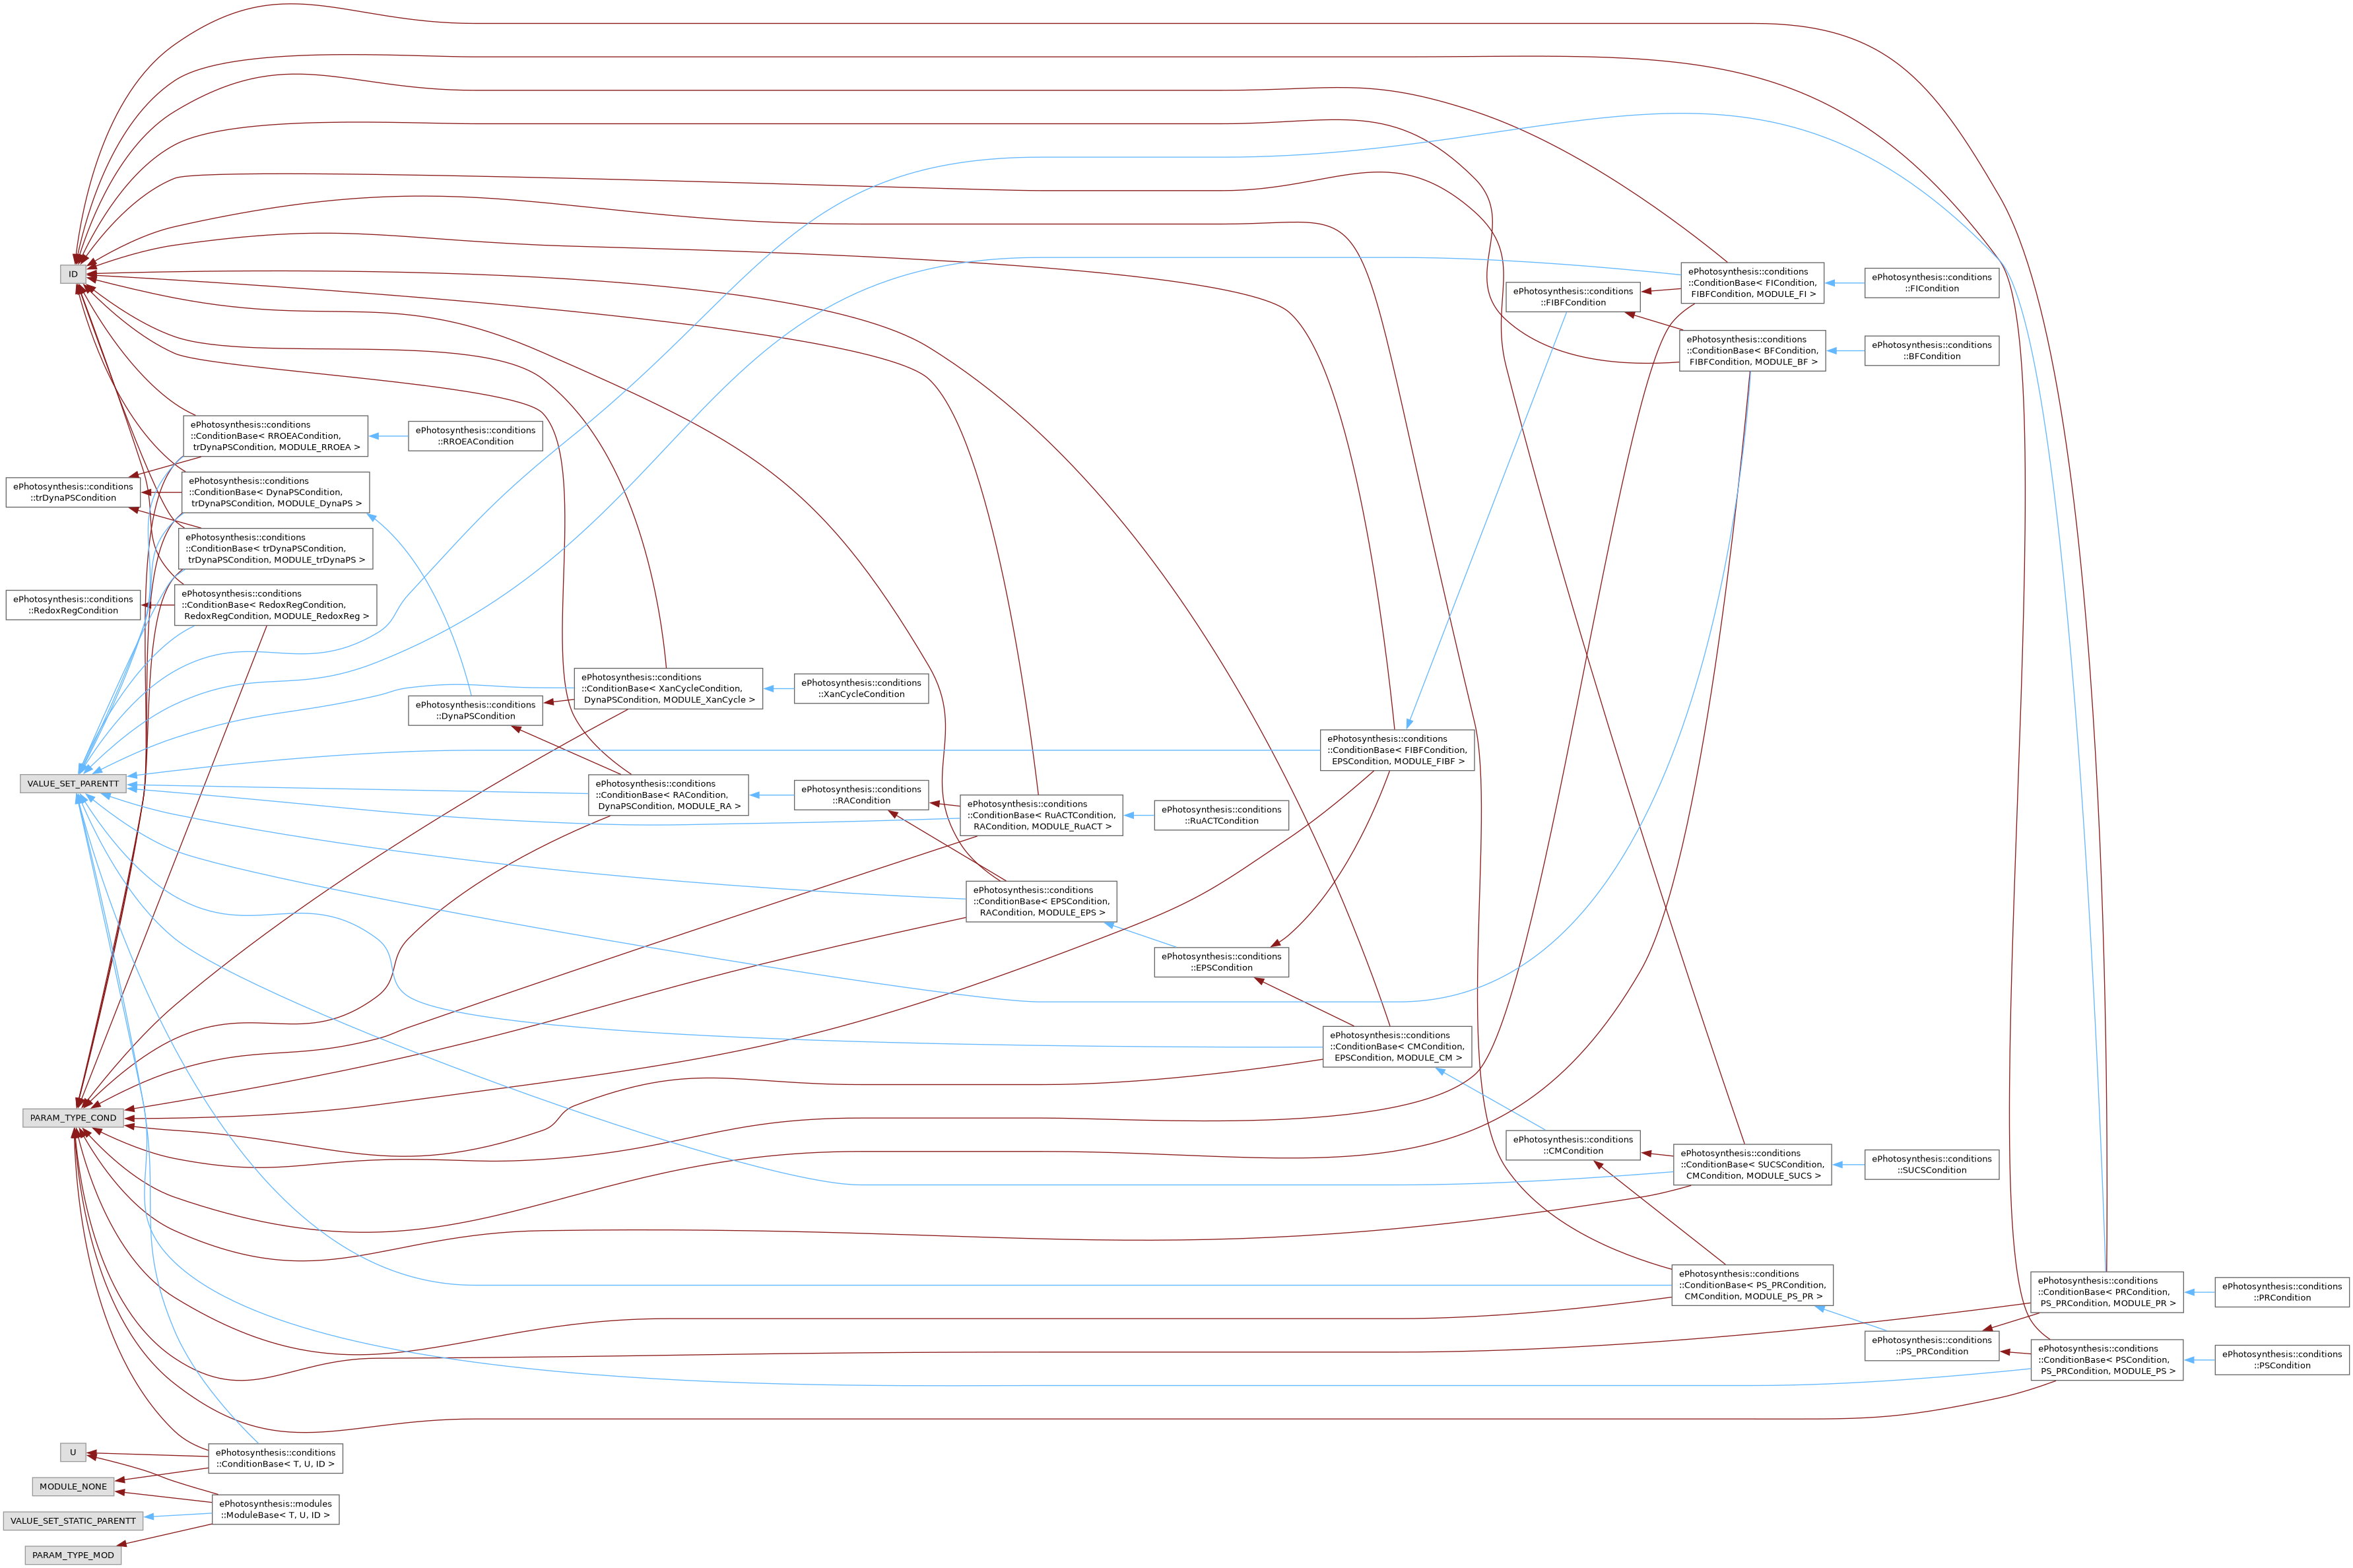 ID
ePhotosynthesis::conditions
::trDynaPSCondition
ePhotosynthesis::conditions
::RedoxRegCondition
VALUE_SET_PARENTT
PARAM_TYPE_COND
U
MODULE_NONE
VALUE_SET_STATIC_PARENTT
PARAM_TYPE_MOD
ePhotosynthesis::conditions
::ConditionBase< RROEACondition,
trDynaPSCondition, MODULE_RROEA >
ePhotosynthesis::conditions
::ConditionBase< DynaPSCondition,
trDynaPSCondition, MODULE_DynaPS >
ePhotosynthesis::conditions
::ConditionBase< trDynaPSCondition,
trDynaPSCondition, MODULE_trDynaPS >
ePhotosynthesis::conditions
::ConditionBase< RedoxRegCondition,
RedoxRegCondition, MODULE_RedoxReg >
ePhotosynthesis::conditions
::ConditionBase< T, U, ID >
ePhotosynthesis::modules
::ModuleBase< T, U, ID >
ePhotosynthesis::conditions
::RROEACondition
ePhotosynthesis::conditions
::DynaPSCondition
ePhotosynthesis::conditions
::ConditionBase< XanCycleCondition,
DynaPSCondition, MODULE_XanCycle >
ePhotosynthesis::conditions
::ConditionBase< RACondition,
DynaPSCondition, MODULE_RA >
ePhotosynthesis::conditions
::XanCycleCondition
ePhotosynthesis::conditions
::RACondition
ePhotosynthesis::conditions
::ConditionBase< RuACTCondition,
RACondition, MODULE_RuACT >
ePhotosynthesis::conditions
::ConditionBase< EPSCondition,
RACondition, MODULE_EPS >
ePhotosynthesis::conditions
::RuACTCondition
ePhotosynthesis::conditions
::EPSCondition
ePhotosynthesis::conditions
::ConditionBase< FIBFCondition,
EPSCondition, MODULE_FIBF >
ePhotosynthesis::conditions
::ConditionBase< CMCondition,
EPSCondition, MODULE_CM >
ePhotosynthesis::conditions
::FIBFCondition
ePhotosynthesis::conditions
::CMCondition
ePhotosynthesis::conditions
::ConditionBase< FICondition,
FIBFCondition, MODULE_FI >
ePhotosynthesis::conditions
::ConditionBase< BFCondition,
FIBFCondition, MODULE_BF >
ePhotosynthesis::conditions
::ConditionBase< SUCSCondition,
CMCondition, MODULE_SUCS >
ePhotosynthesis::conditions
::ConditionBase< PS_PRCondition,
CMCondition, MODULE_PS_PR >
ePhotosynthesis::conditions
::FICondition
ePhotosynthesis::conditions
::BFCondition
ePhotosynthesis::conditions
::SUCSCondition
ePhotosynthesis::conditions
::PS_PRCondition
ePhotosynthesis::conditions
::ConditionBase< PRCondition,
PS_PRCondition, MODULE_PR >
ePhotosynthesis::conditions
::ConditionBase< PSCondition,
PS_PRCondition, MODULE_PS >
ePhotosynthesis::conditions
::PRCondition
ePhotosynthesis::conditions
::PSCondition